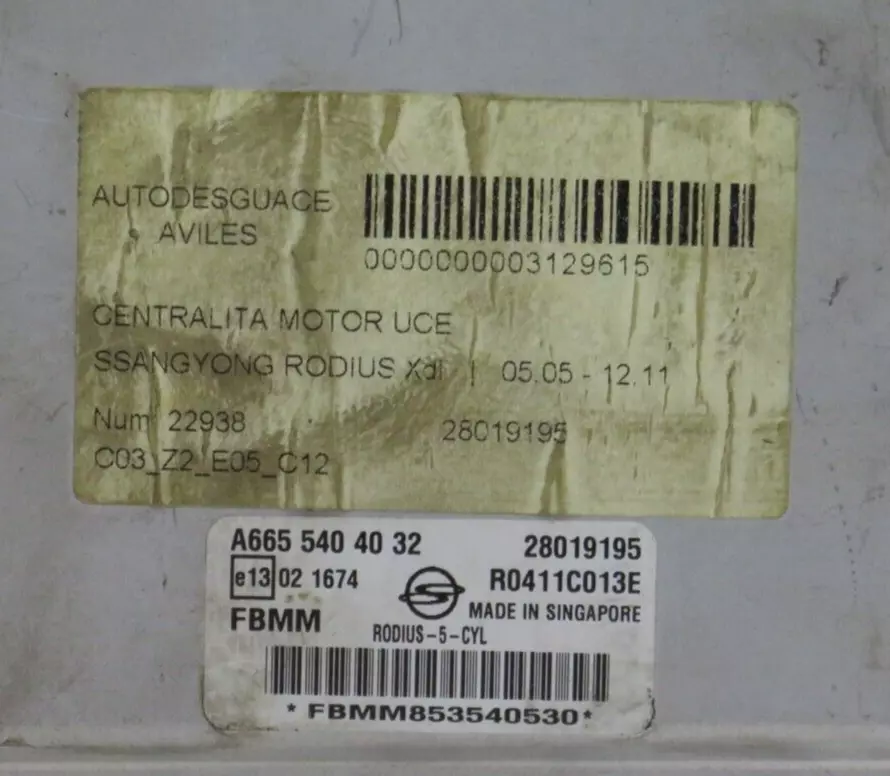 AUTODESGUACE
AVILES
0000000003129615
CENTRALITA MOTOR UCE
SSANGYONG RODIUS Xdi | 05.05 - 12.11
Num 22938 28019195
C03_Z2_E05_C12
A665 540 40 32 28019195
e13 02 1674 R0411C013E
FBMM MADE IN SINGAPORE
RODIUS-5-CYL
*FBMM853540530*